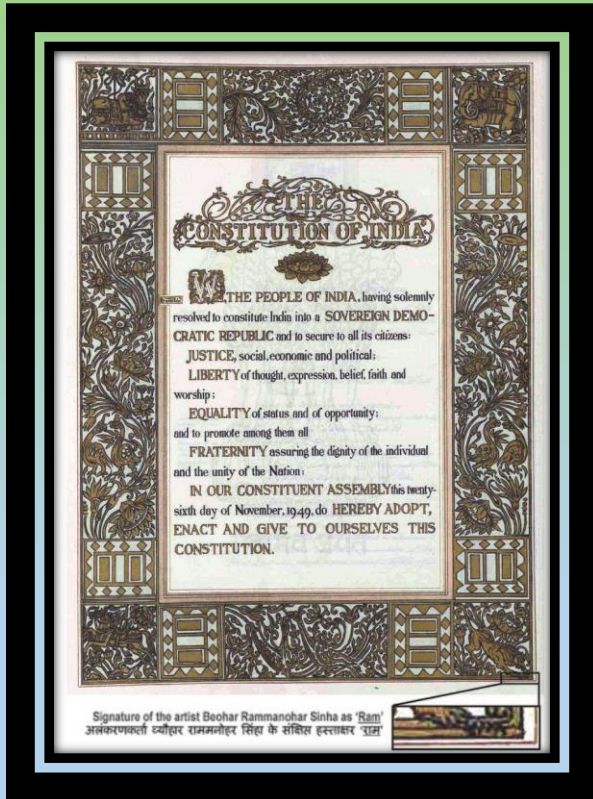 THE
CONSTITUTION OF INDIA
WE, THE PEOPLE OF INDIA, having solemnly
resolved to constitute India into a SOVEREIGN DEMO-
CRATIC REPUBLIC and to secure to all its citizens:
JUSTICE, social, economic and political;
LIBERTY of thought, expression, belief, faith and
worship;
EQUALITY of status and of opportunity;
and to promote among them all
FRATERNITY assuring the dignity of the individual
and the unity of the Nation;
IN OUR CONSTITUENT ASSEMBLY this twenty-
sixth day of November, 1949, do HEREBY ADOPT,
ENACT AND GIVE TO OURSELVES THIS
CONSTITUTION.
Signature of the artist Beohar Rammanohar Sinha as 'Ram'
अलंकरणकर्ता ब्यौहार राममनोहर सिंहा के संक्षिप्त हस्ताक्षर 'राम'